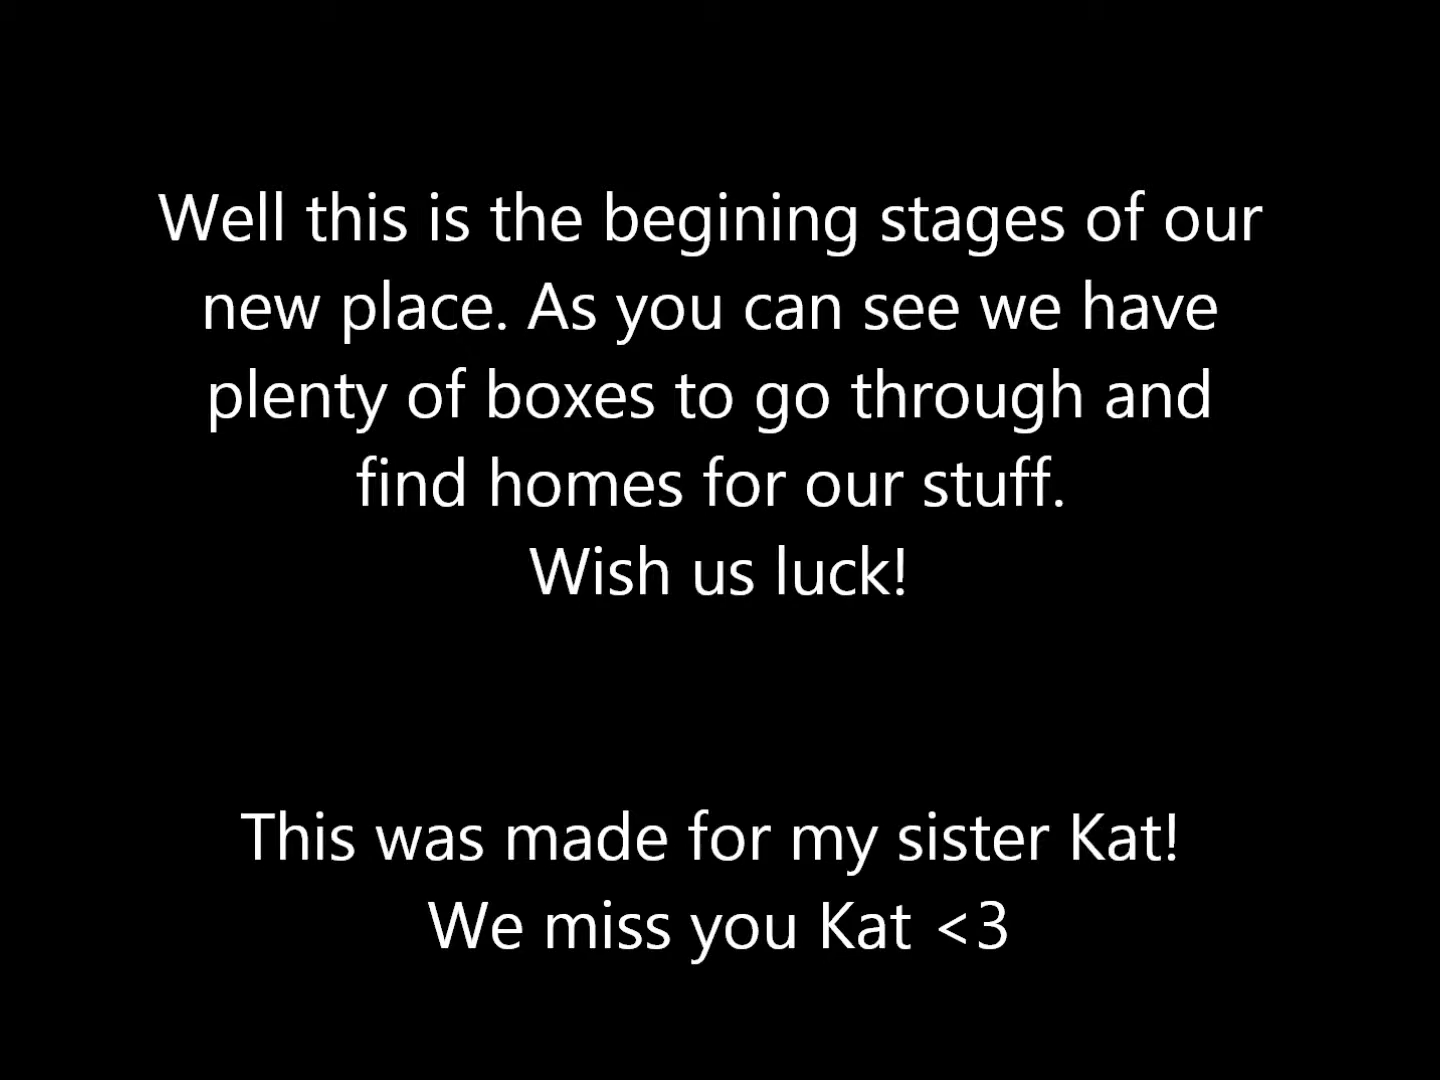 Well this is the begining stages of our
new place. As you can see we have
plenty of boxes to go through and
find homes for our stuff.
Wish us luck!
This was made for my sister Kat!
We miss you Kat <3